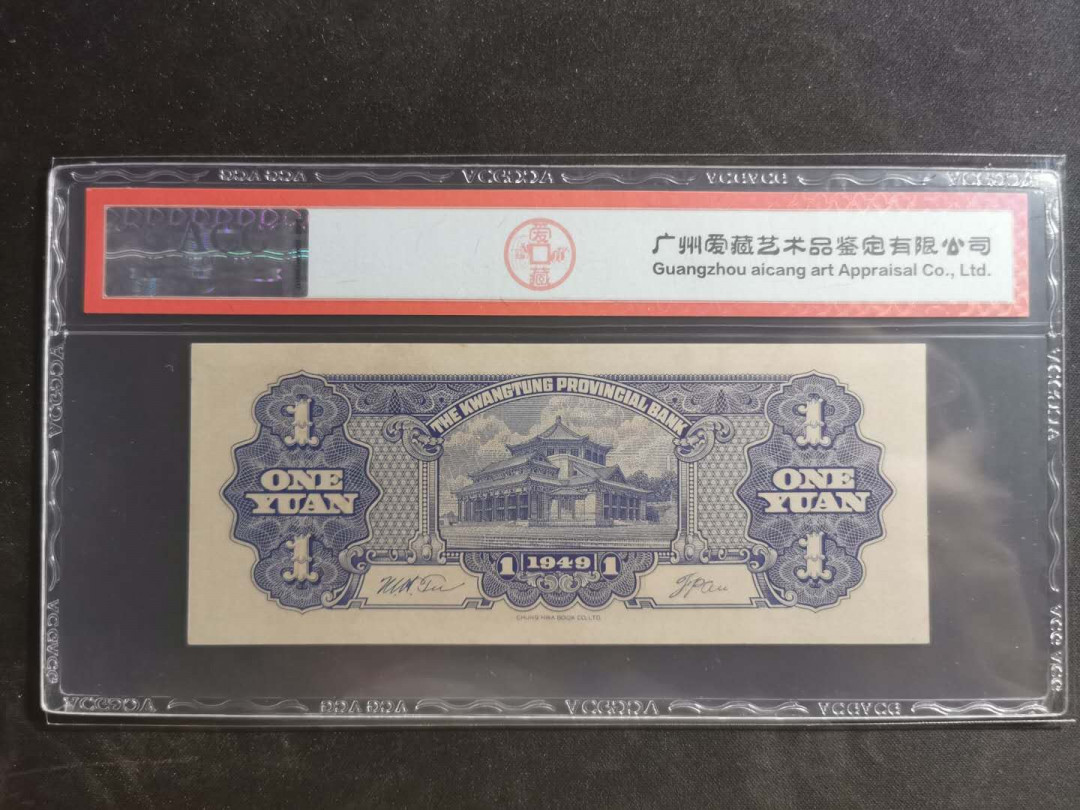 爱
藏
广州爱藏艺术品鉴定有限公司
Guangzhou aicang art Appraisal Co., Ltd.
THE KWANGTUNG PROVINCIAL BANK
1
ONE
YUAN
1
1
ONE
YUAN
1
1 1949 1
CHUNG HWA BOOK CO., LTD.